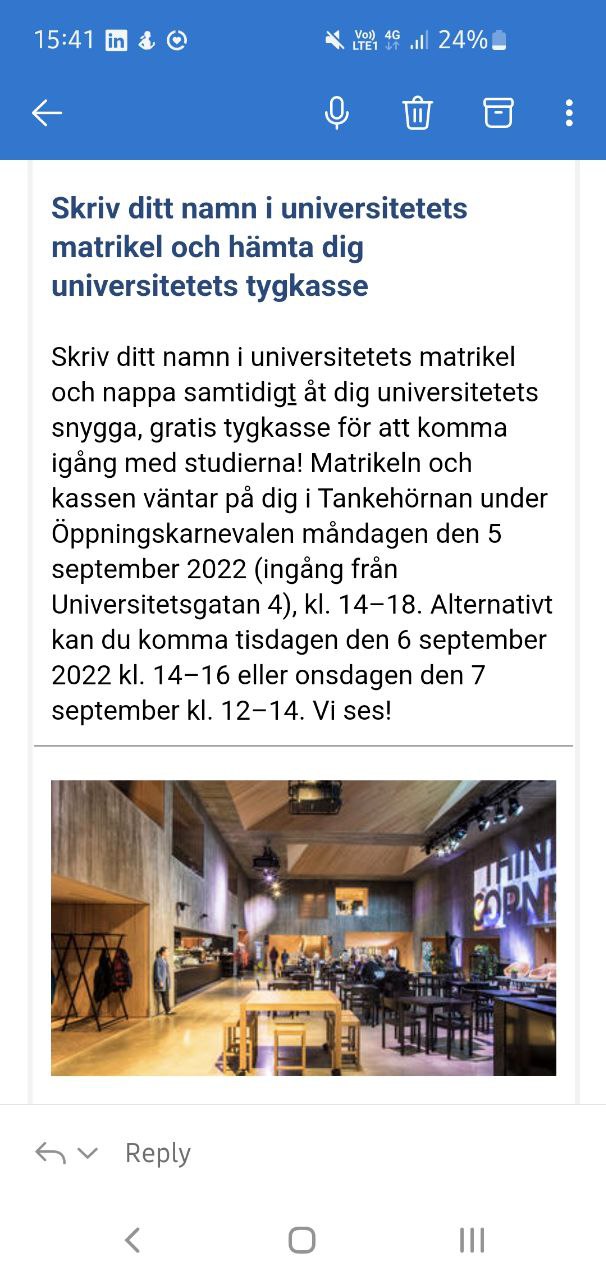 15:41 in Vo)) LTE1 4G 24%
Skriv ditt namn i universitetets
matrikel och hämta dig
universitetets tygkasse
Skriv ditt namn i universitetets matrikel
och nappa samtidigt åt dig universitetets
snygga, gratis tygkasse för att komma
igång med studierna! Matrikeln och
kassen väntar på dig i Tankehörnan under
Öppningskarnevalen måndagen den 5
september 2022 (ingång från
Universitetsgatan 4), kl. 14–18. Alternativt
kan du komma tisdagen den 6 september
2022 kl. 14–16 eller onsdagen den 7
september kl. 12–14. Vi ses!
THIN
CORNE
Reply